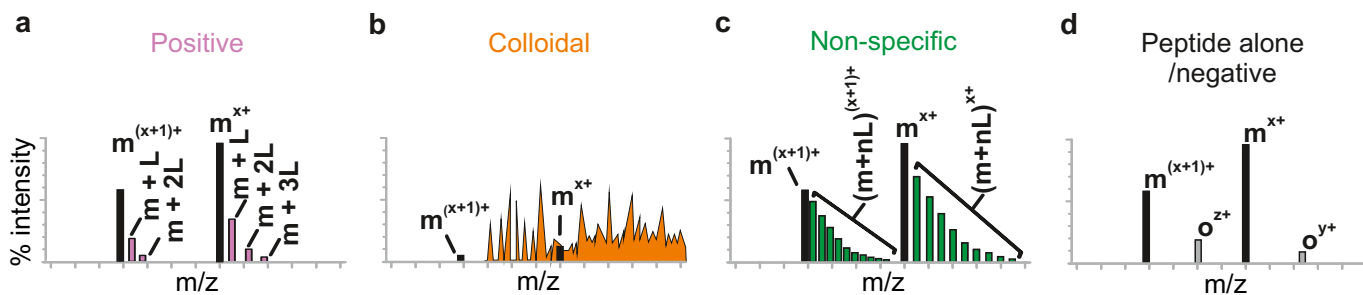 a
Positive
% intensity
m(x+1)+
m + L
m + 2L
mx+
m + L
m + 2L
m + 3L
m/z
b
Colloidal
m(x+1)+
mx+
m/z
c
Non-specific
m(x+1)+
(m+nL)(x+1)+
mx+
(m+nL)x+
m/z
d
Peptide alone
/negative
m(x+1)+
oz+
mx+
oy+
m/z